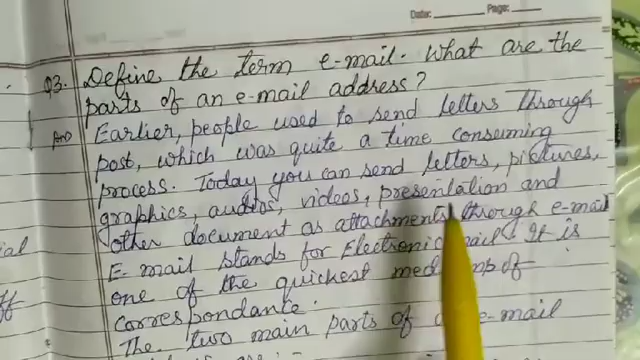 Date: Page:
Q3. Define the term e-mail. What are the
parts of an e-mail address?
Ans Earlier, people used to send letters through
post, which was quite a time consuming
process. Today you can send letters, pictures,
graphics, audios, videos, presentation and
other document as attachments through e-mail
E-mail stands for Electronic mail. It is
one of the quickest of
correspondance.
The two main parts of e-mail
are:-